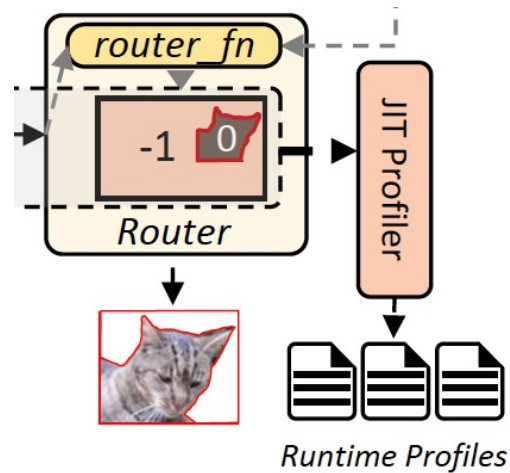 router_fn
-1
0
Router
JIT Profiler
Runtime Profiles